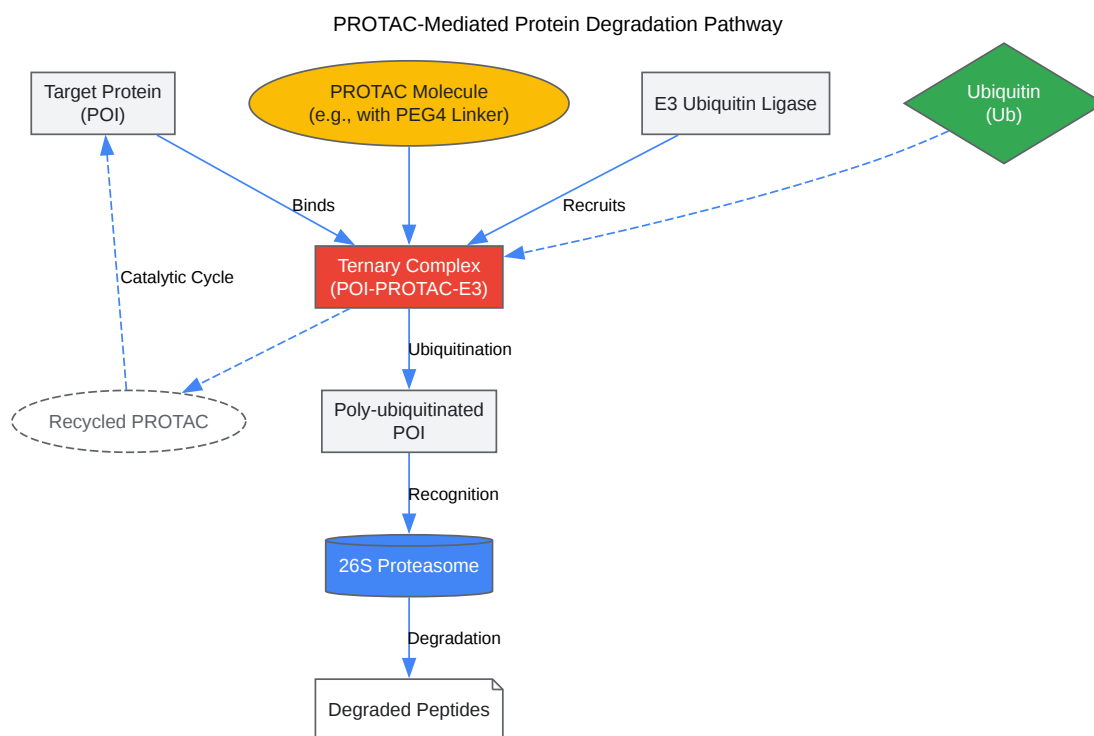 PROTAC-Mediated Protein Degradation Pathway
Target Protein
(POI)
PROTAC Molecule
(e.g., with PEG4 Linker)
E3 Ubiquitin Ligase
Ubiquitin
(Ub)
Binds
Recruits
Ternary Complex
(POI-PROTAC-E3)
Catalytic Cycle
Ubiquitination
Recycled PROTAC
Poly-ubiquitinated
POI
Recognition
26S Proteasome
Degradation
Degraded Peptides